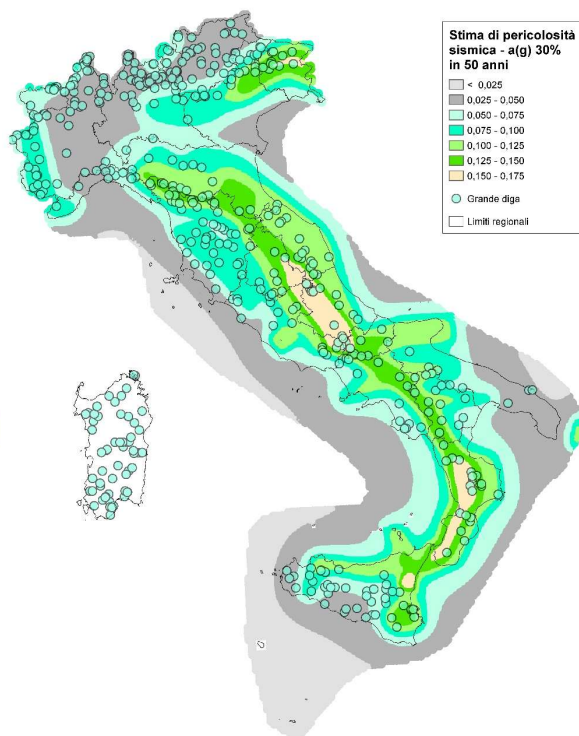 Stima di pericolosità
sismica - a(g) 30%
in 50 anni
< 0,025
0,025 - 0,050
0,050 - 0,075
0,075 - 0,100
0,100 - 0,125
0,125 - 0,150
0,150 - 0,175
Grande diga
Limiti regionali